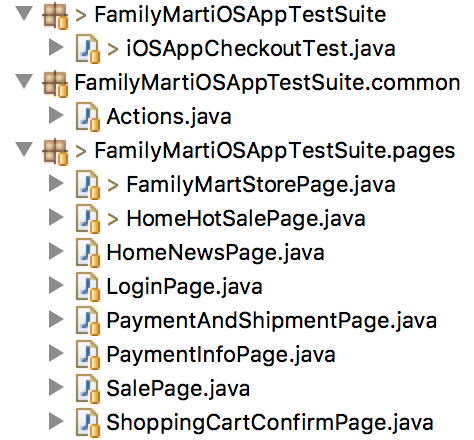 > FamilyMartiOSAppTestSuite
> iOSAppCheckoutTest.java
FamilyMartiOSAppTestSuite.common
Actions.java
> FamilyMartiOSAppTestSuite.pages
> FamilyMartStorePage.java
> HomeHotSalePage.java
HomeNewsPage.java
LoginPage.java
PaymentAndShipmentPage.java
PaymentInfoPage.java
SalePage.java
ShoppingCartConfirmPage.java